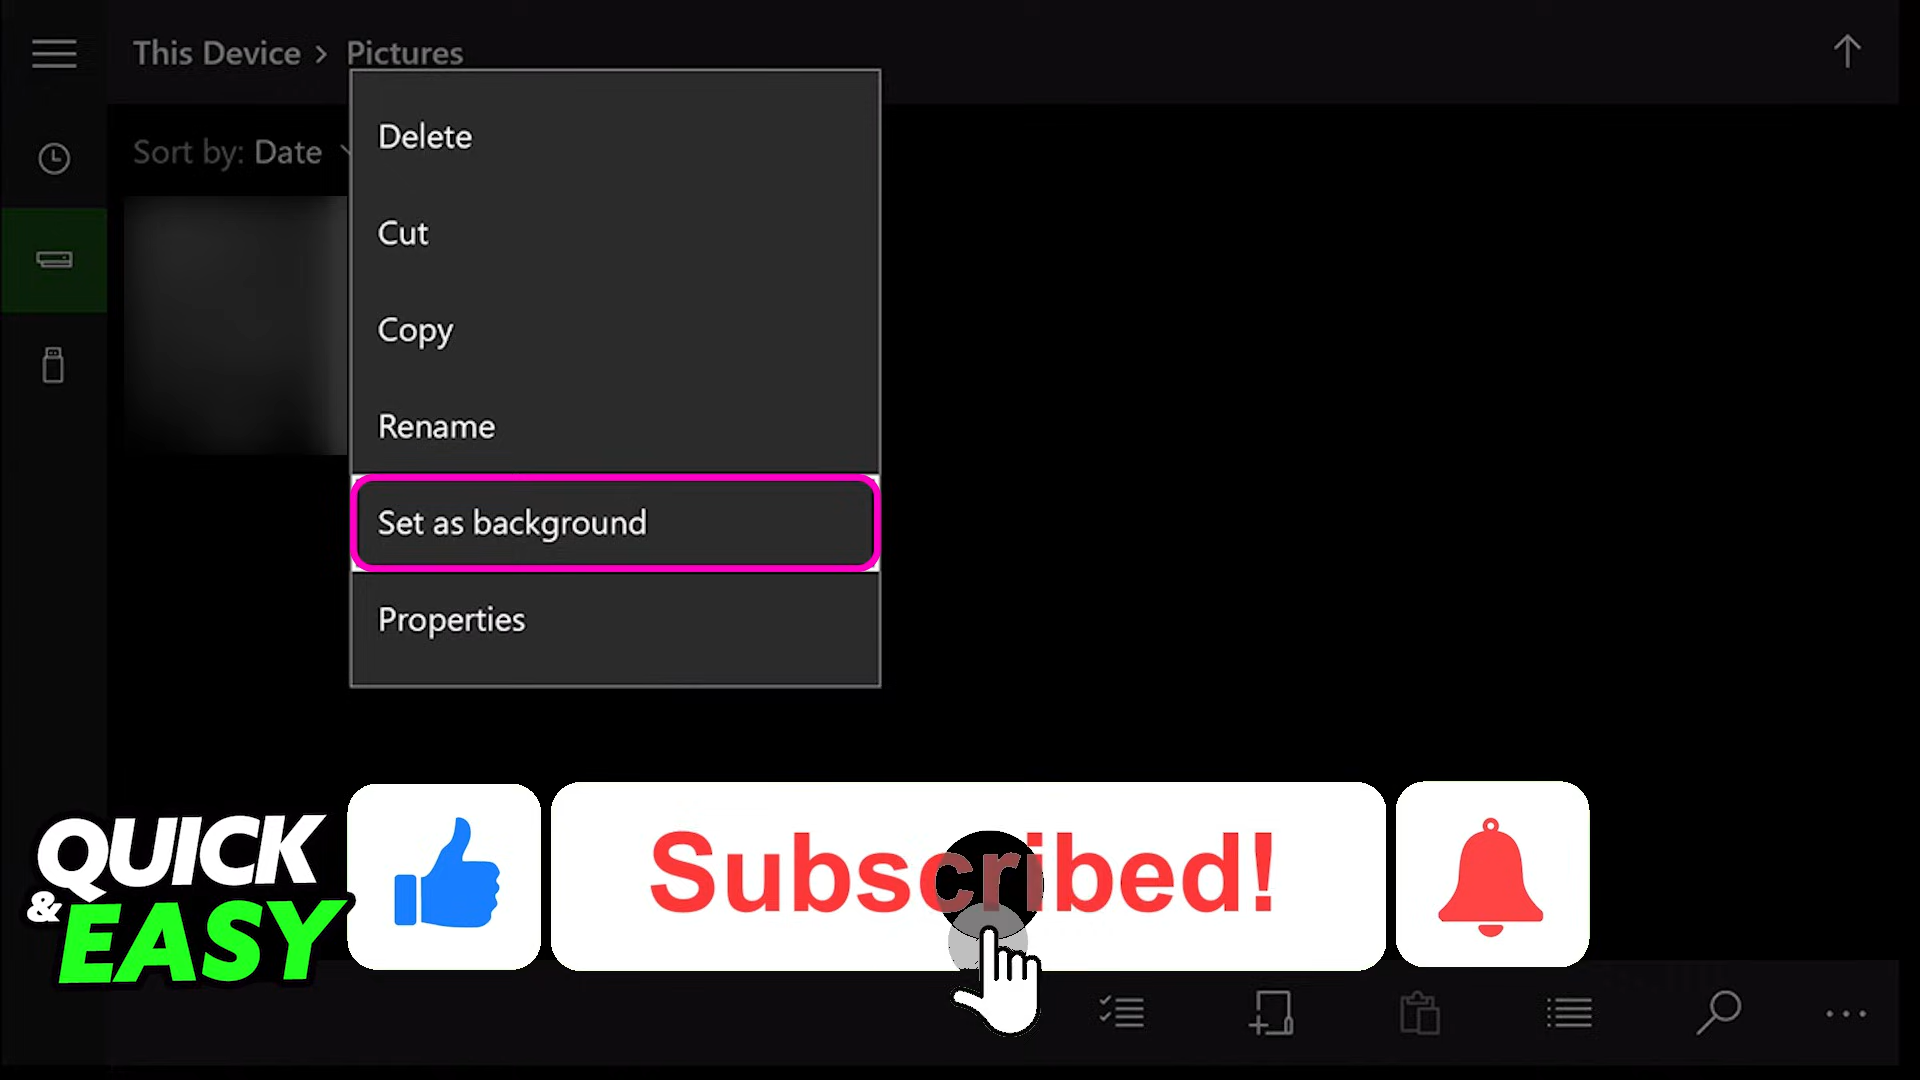 This Device > Pictures
Sort by: Date
Delete
Cut
Copy
Rename
Set as background
Properties
QUICK
& EASY
Subscribed!